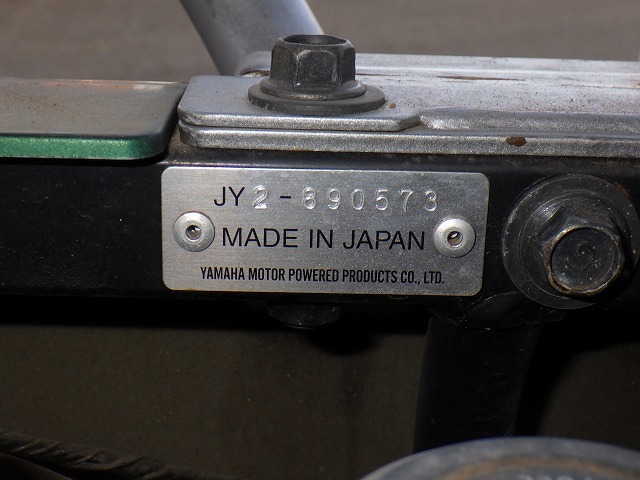 JY2-890573
MADE IN JAPAN
YAMAHA MOTOR POWERED PRODUCTS CO., LTD.